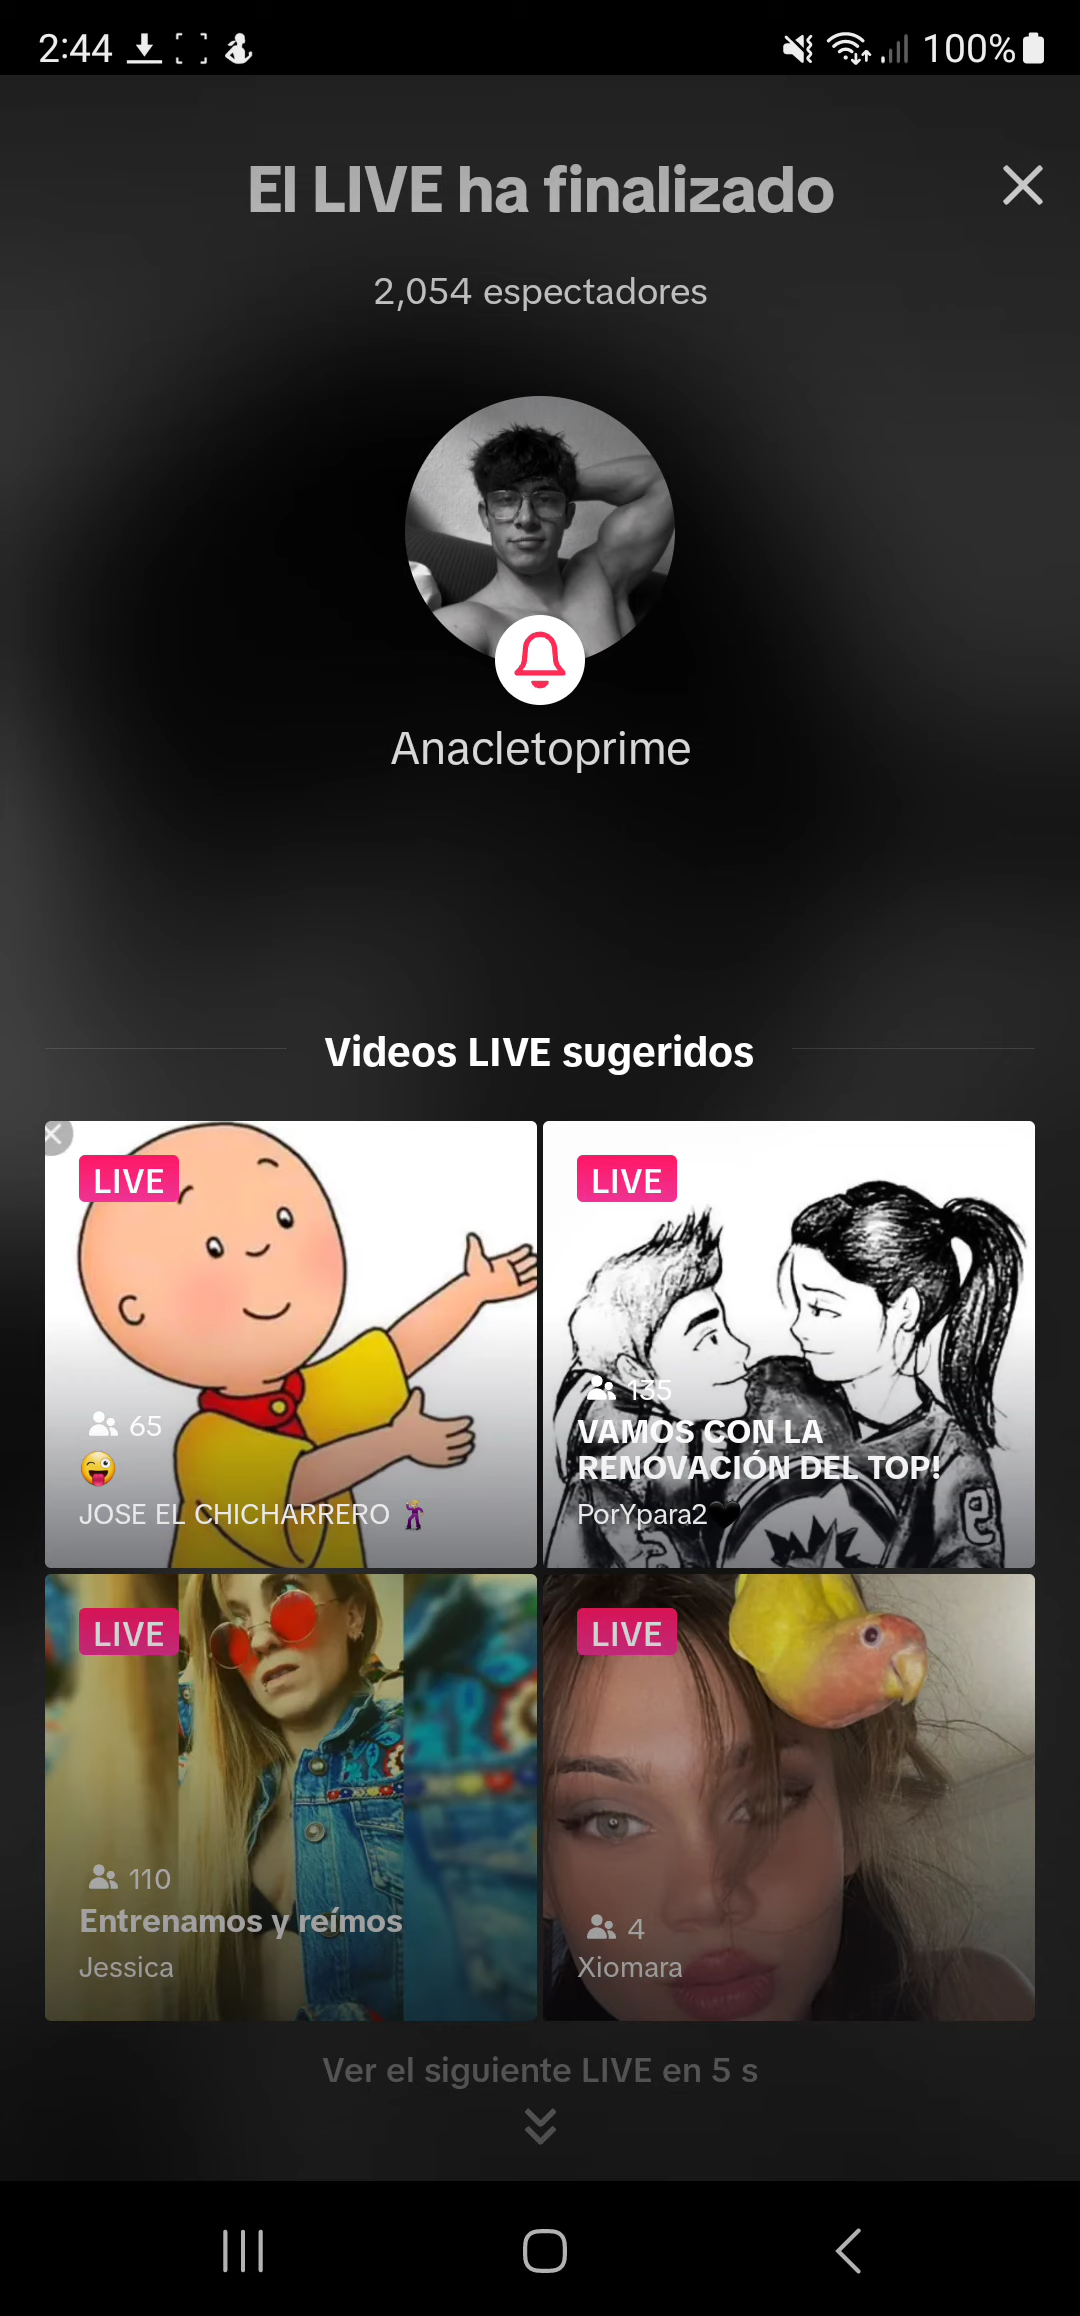 2:44
100%
El LIVE ha finalizado
2,054 espectadores
Anacletoprime
Videos LIVE sugeridos
LIVE
65
😜
JOSE EL CHICHARRERO 🕺
LIVE
135
VAMOS CON LA
RENOVACIÓN DEL TOP!
PorYpara2🖤
LIVE
110
Entrenamos y reímos
Jessica
LIVE
4
Xiomara
Ver el siguiente LIVE en 5 s